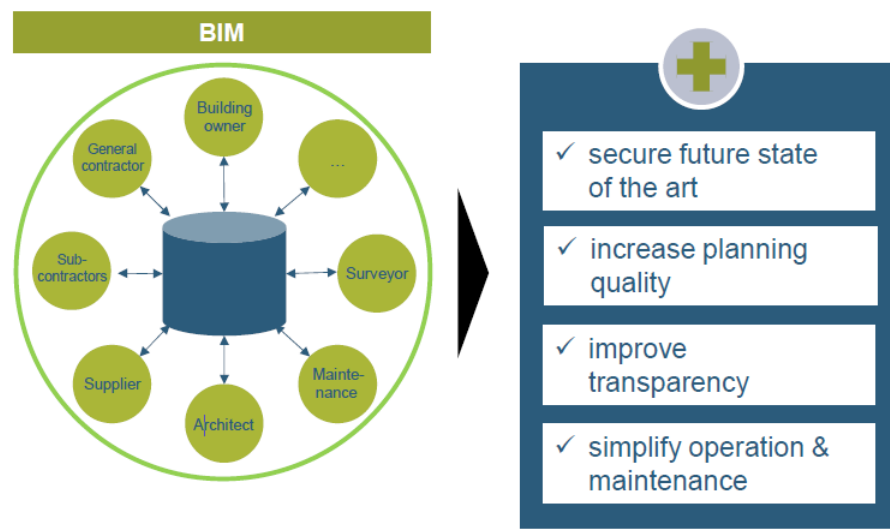 BIM
Building
owner
General
contractor
...
Sub-
contractors
Surveyor
Supplier
Mainte-
nance
Architect
✓ secure future state
of the art
✓ increase planning
quality
✓ improve
transparency
✓ simplify operation &
maintenance